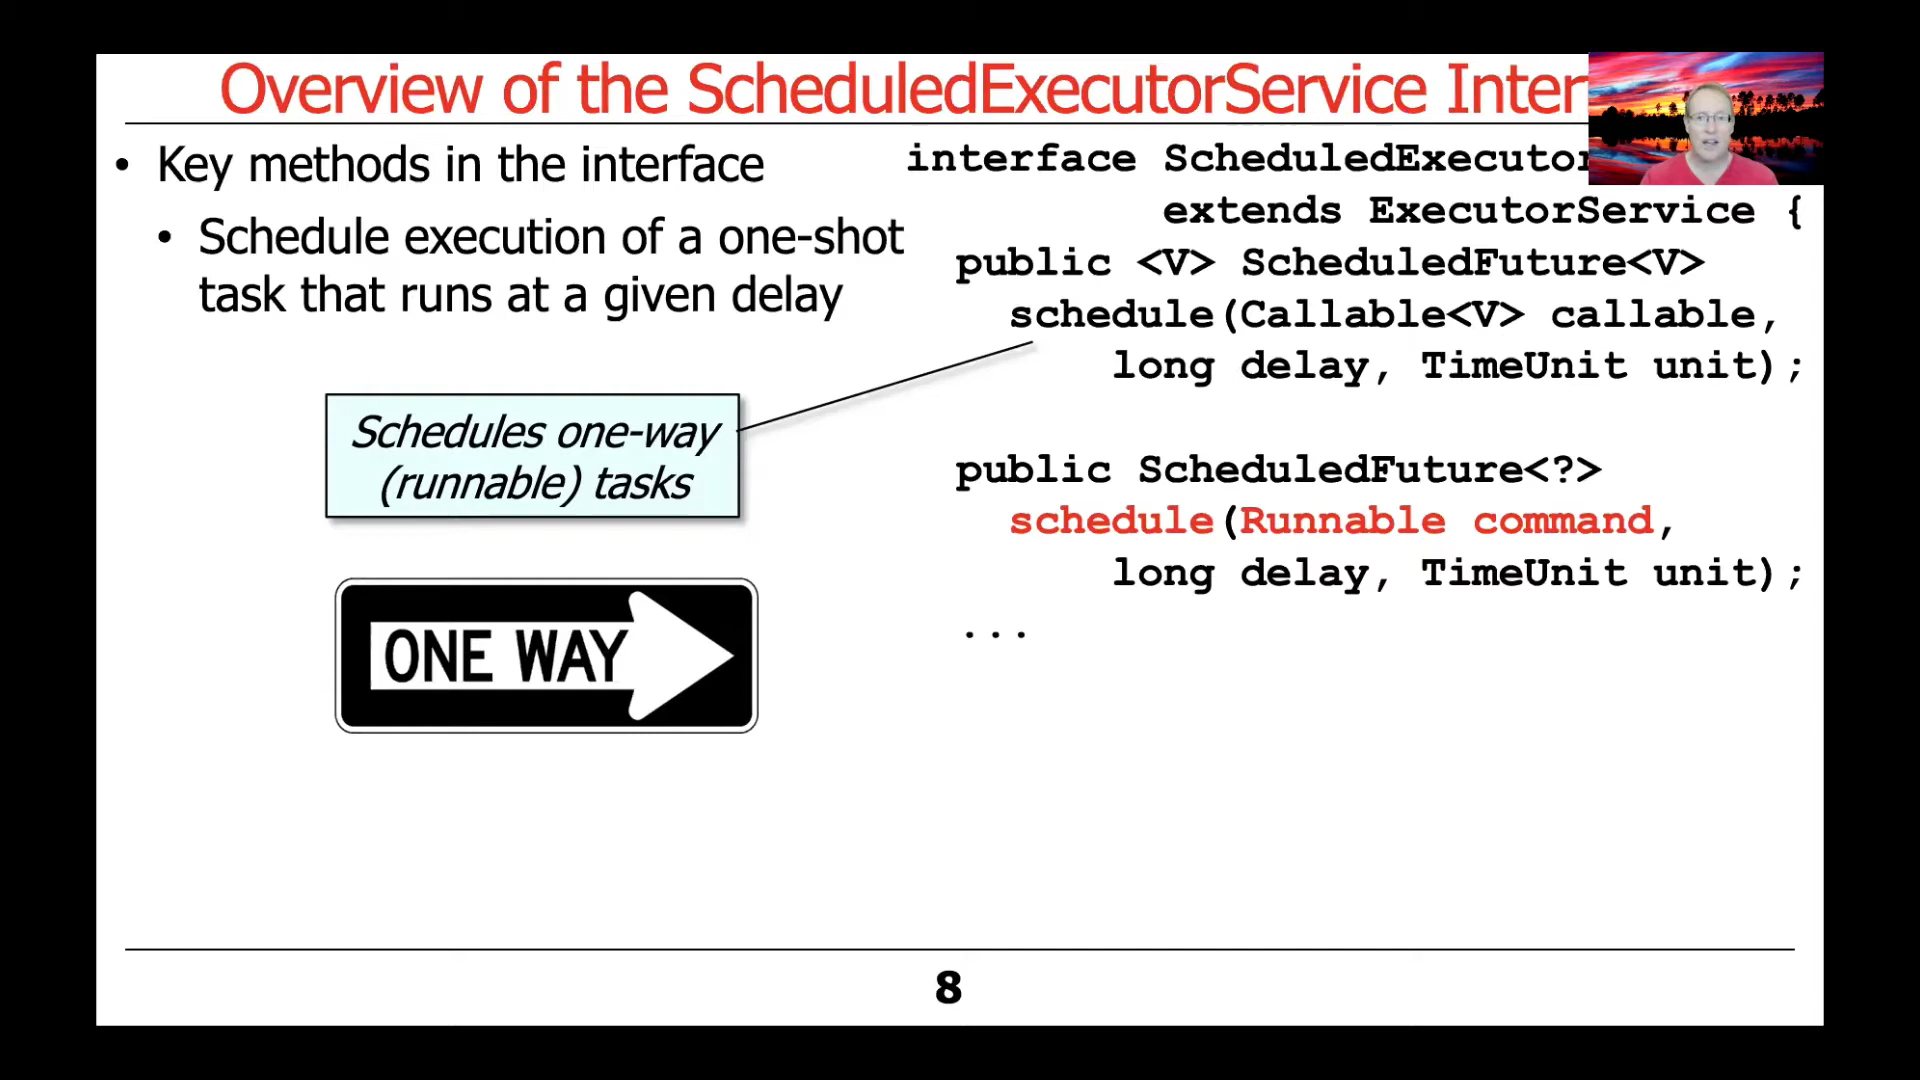 Overview of the ScheduledExecutorService Inter
• Key methods in the interface
• Schedule execution of a one-shot
task that runs at a given delay
Schedules one-way
(runnable) tasks
ONE WAY
interface ScheduledExecutor
extends ExecutorService {
public <V> ScheduledFuture<V>
schedule(Callable<V> callable,
long delay, TimeUnit unit);
public ScheduledFuture<?>
schedule(Runnable command,
long delay, TimeUnit unit);
...
8